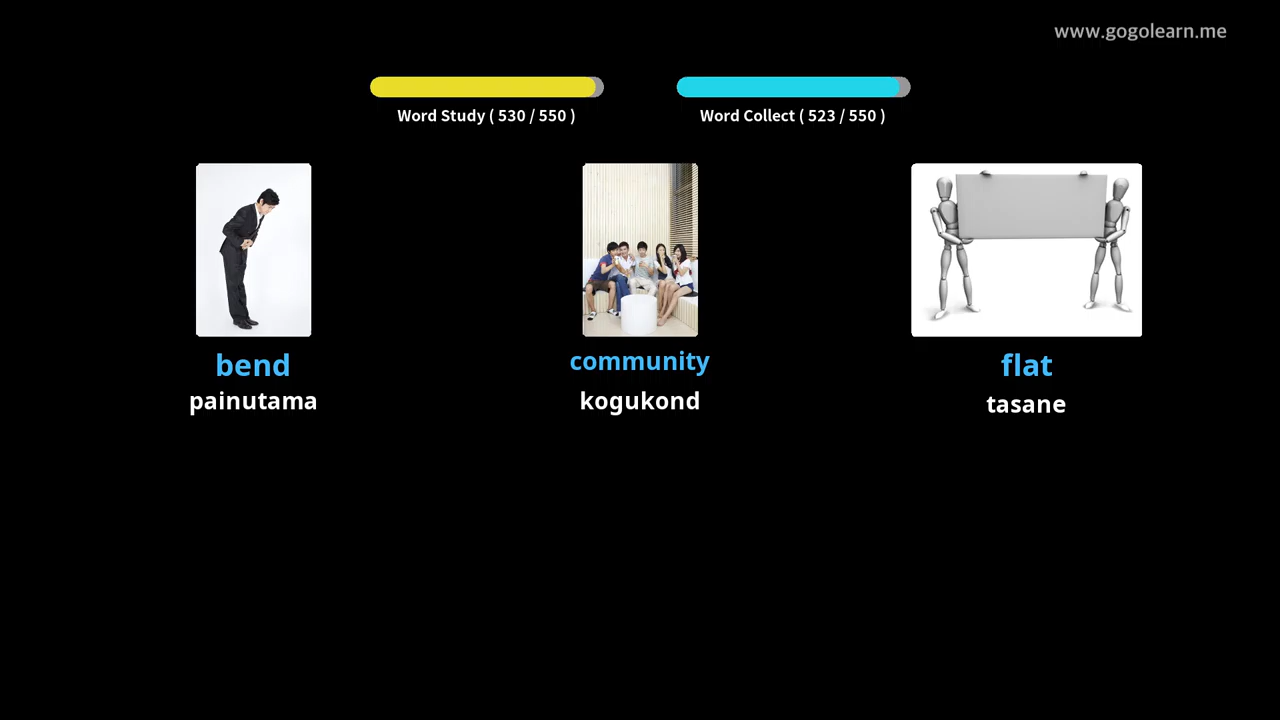 www.gogolearn.me
Word Study ( 530 / 550 )
Word Collect ( 523 / 550 )
bend
painutama
community
kogukond
flat
tasane